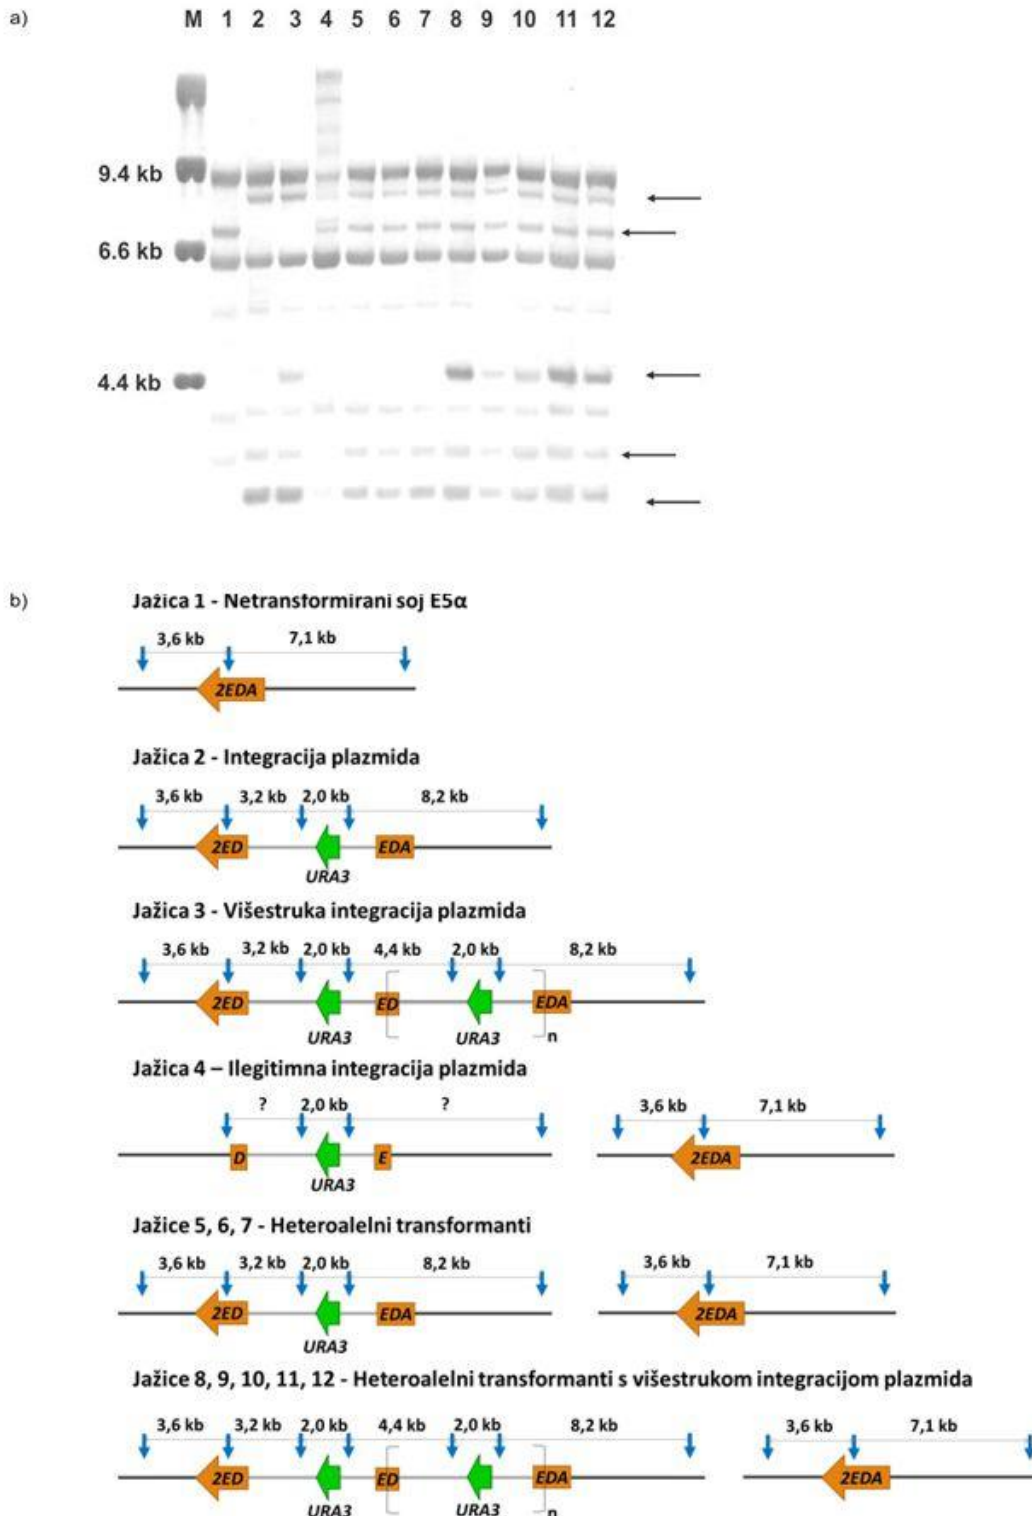 a)
M 1 2 3 4 5 6 7 8 9 10 11 12
9.4 kb
6.6 kb
4.4 kb
b)
Jažica 1 - Netransformirani soj E5α
3,6 kb 7,1 kb
2EDA
Jažica 2 - Integracija plazmida
3,6 kb 3,2 kb 2,0 kb 8,2 kb
2ED EDA
URA3
Jažica 3 - Višestruka integracija plazmida
3,6 kb 3,2 kb 2,0 kb 4,4 kb 2,0 kb 8,2 kb
2ED ED EDA
URA3 URA3 n
Jažica 4 – Ilegitimna integracija plazmida
? 2,0 kb ? 3,6 kb 7,1 kb
D E 2EDA
URA3
Jažice 5, 6, 7 - Heteroalelni transformanti
3,6 kb 3,2 kb 2,0 kb 8,2 kb 3,6 kb 7,1 kb
2ED EDA 2EDA
URA3
Jažice 8, 9, 10, 11, 12 - Heteroalelni transformanti s višestrukom integracijom plazmida
3,6 kb 3,2 kb 2,0 kb 4,4 kb 2,0 kb 8,2 kb 3,6 kb 7,1 kb
2ED ED EDA 2EDA
URA3 URA3 n